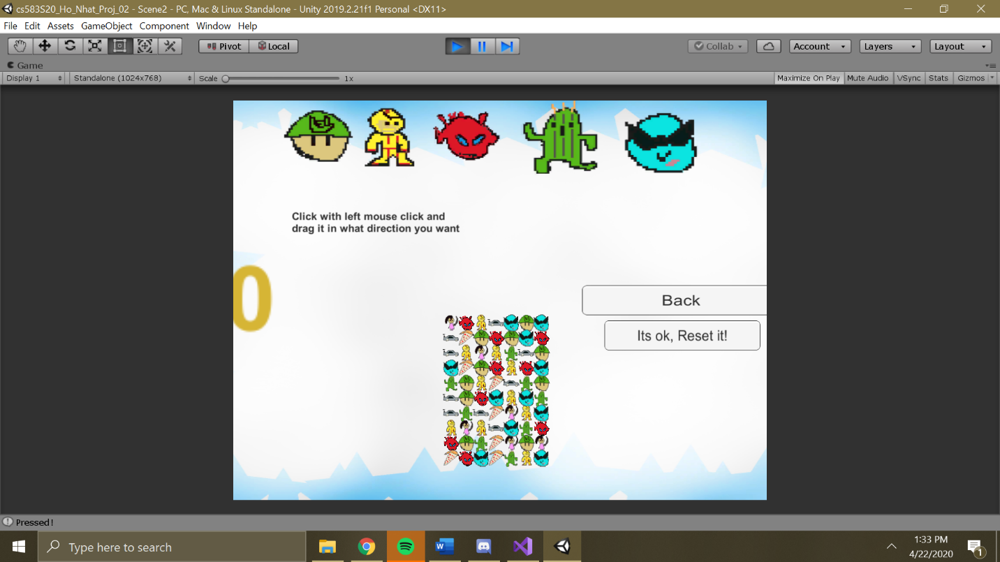 cs583S20_Ho_Nhat_Proj_02 - Scene2 - PC, Mac & Linux Standalone - Unity 2019.2.21f1 Personal <DX11>
File Edit Assets GameObject Component Window Help
Pivot Local Collab Account Layers Layout
Game
Display 1 Standalone (1024x768) Scale 1x Maximize On Play Mute Audio VSync Stats Gizmos
Click with left mouse click and
drag it in what direction you want
0
Back
Its ok, Reset it!
Pressed!
Type here to search
1:33 PM
4/22/2020
1